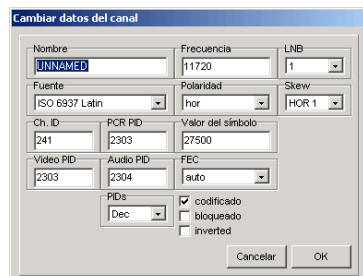 Cambiar datos del canal
Nombre
Frecuencia
LNB
UNNAMED
11720
1
Fuente
Polaridad
Skew
ISO 6937 Latin
hor
HOR 1
Ch. ID
PCR PID
Valor del símbolo
241
2303
27500
Video PID
Audio PID
FEC
2303
2304
auto
PIDs
Dec
codificado
bloqueado
inverted
Cancelar
OK